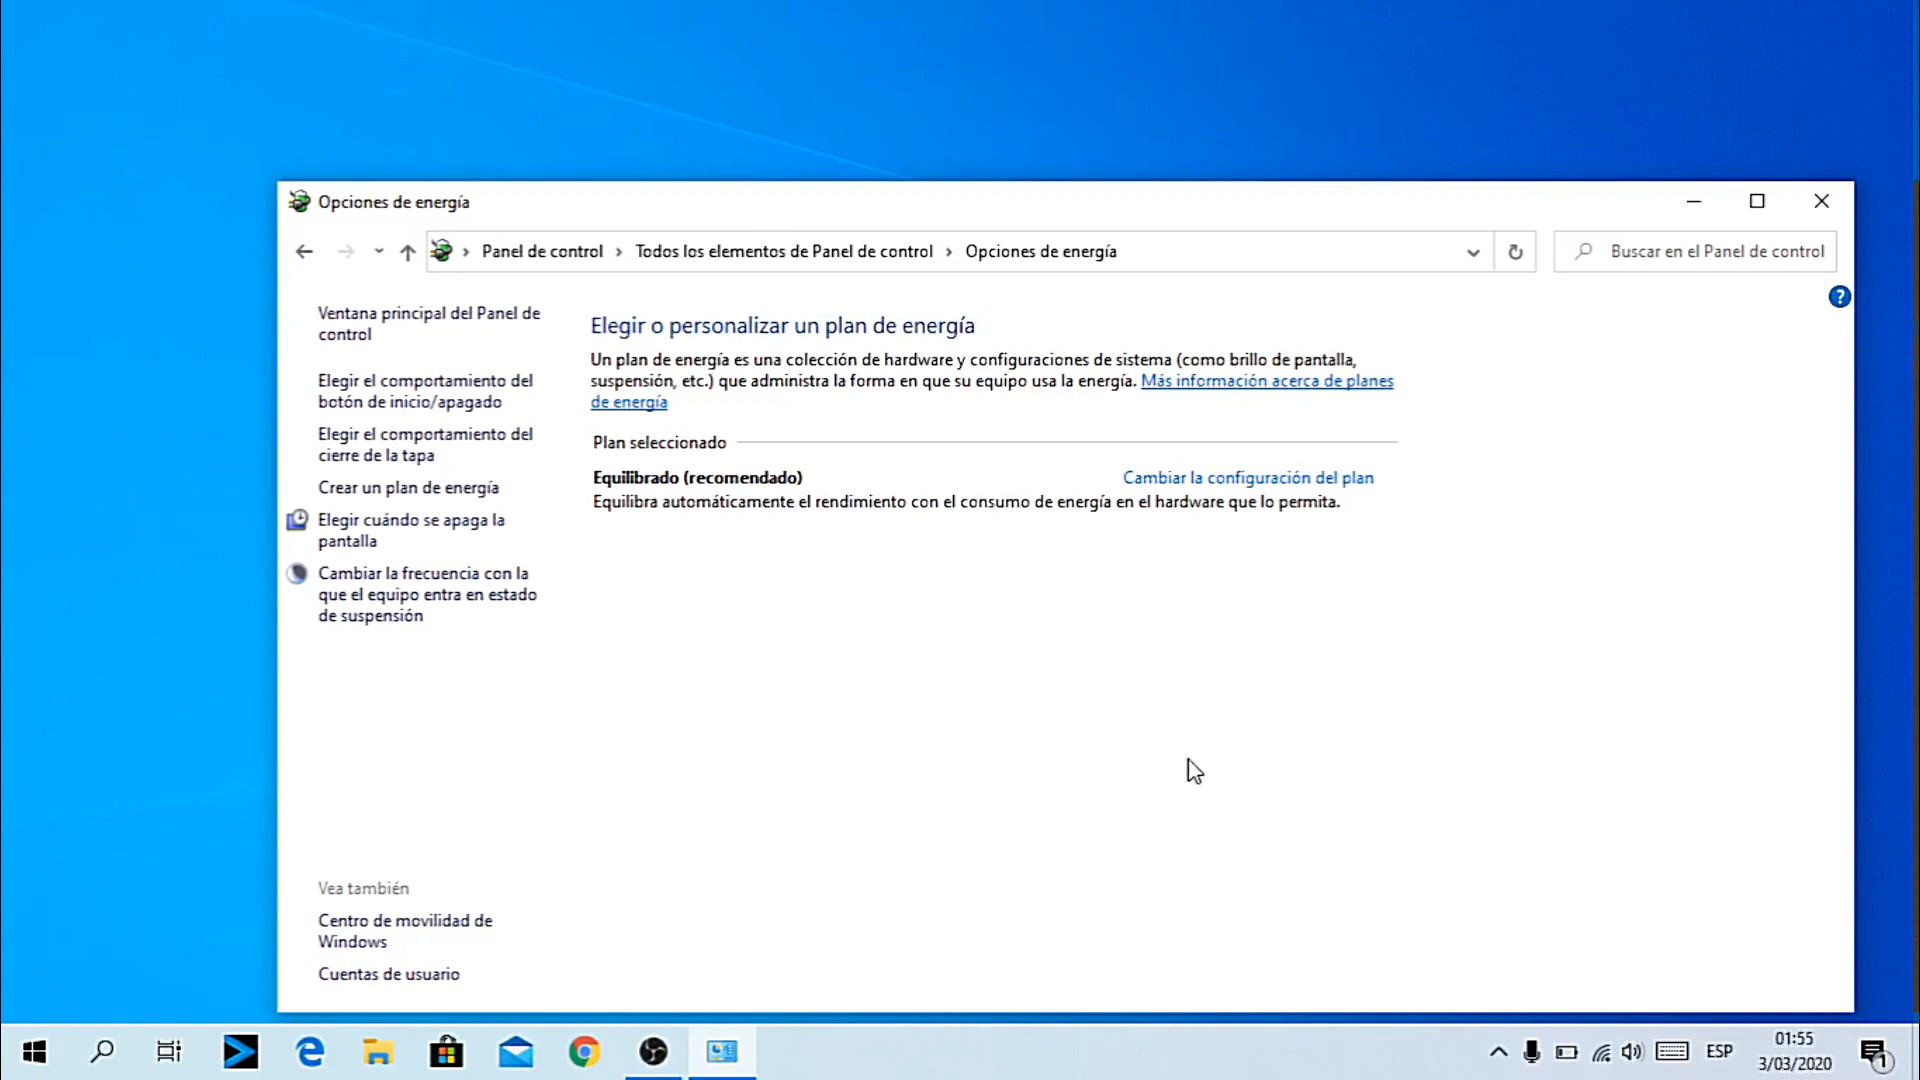 Opciones de energía
Panel de control > Todos los elementos de Panel de control > Opciones de energía
Buscar en el Panel de control
?
Ventana principal del Panel de
control
Elegir el comportamiento del
botón de inicio/apagado
Elegir el comportamiento del
cierre de la tapa
Crear un plan de energía
Elegir cuándo se apaga la
pantalla
Cambiar la frecuencia con la
que el equipo entra en estado
de suspensión
Elegir o personalizar un plan de energía
Un plan de energía es una colección de hardware y configuraciones de sistema (como brillo de pantalla,
suspensión, etc.) que administra la forma en que su equipo usa la energía. Más información acerca de planes
de energía
Plan seleccionado
Equilibrado (recomendado)
Cambiar la configuración del plan
Equilibra automáticamente el rendimiento con el consumo de energía en el hardware que lo permita.
Vea también
Centro de movilidad de
Windows
Cuentas de usuario
ESP
01:55
3/03/2020
1